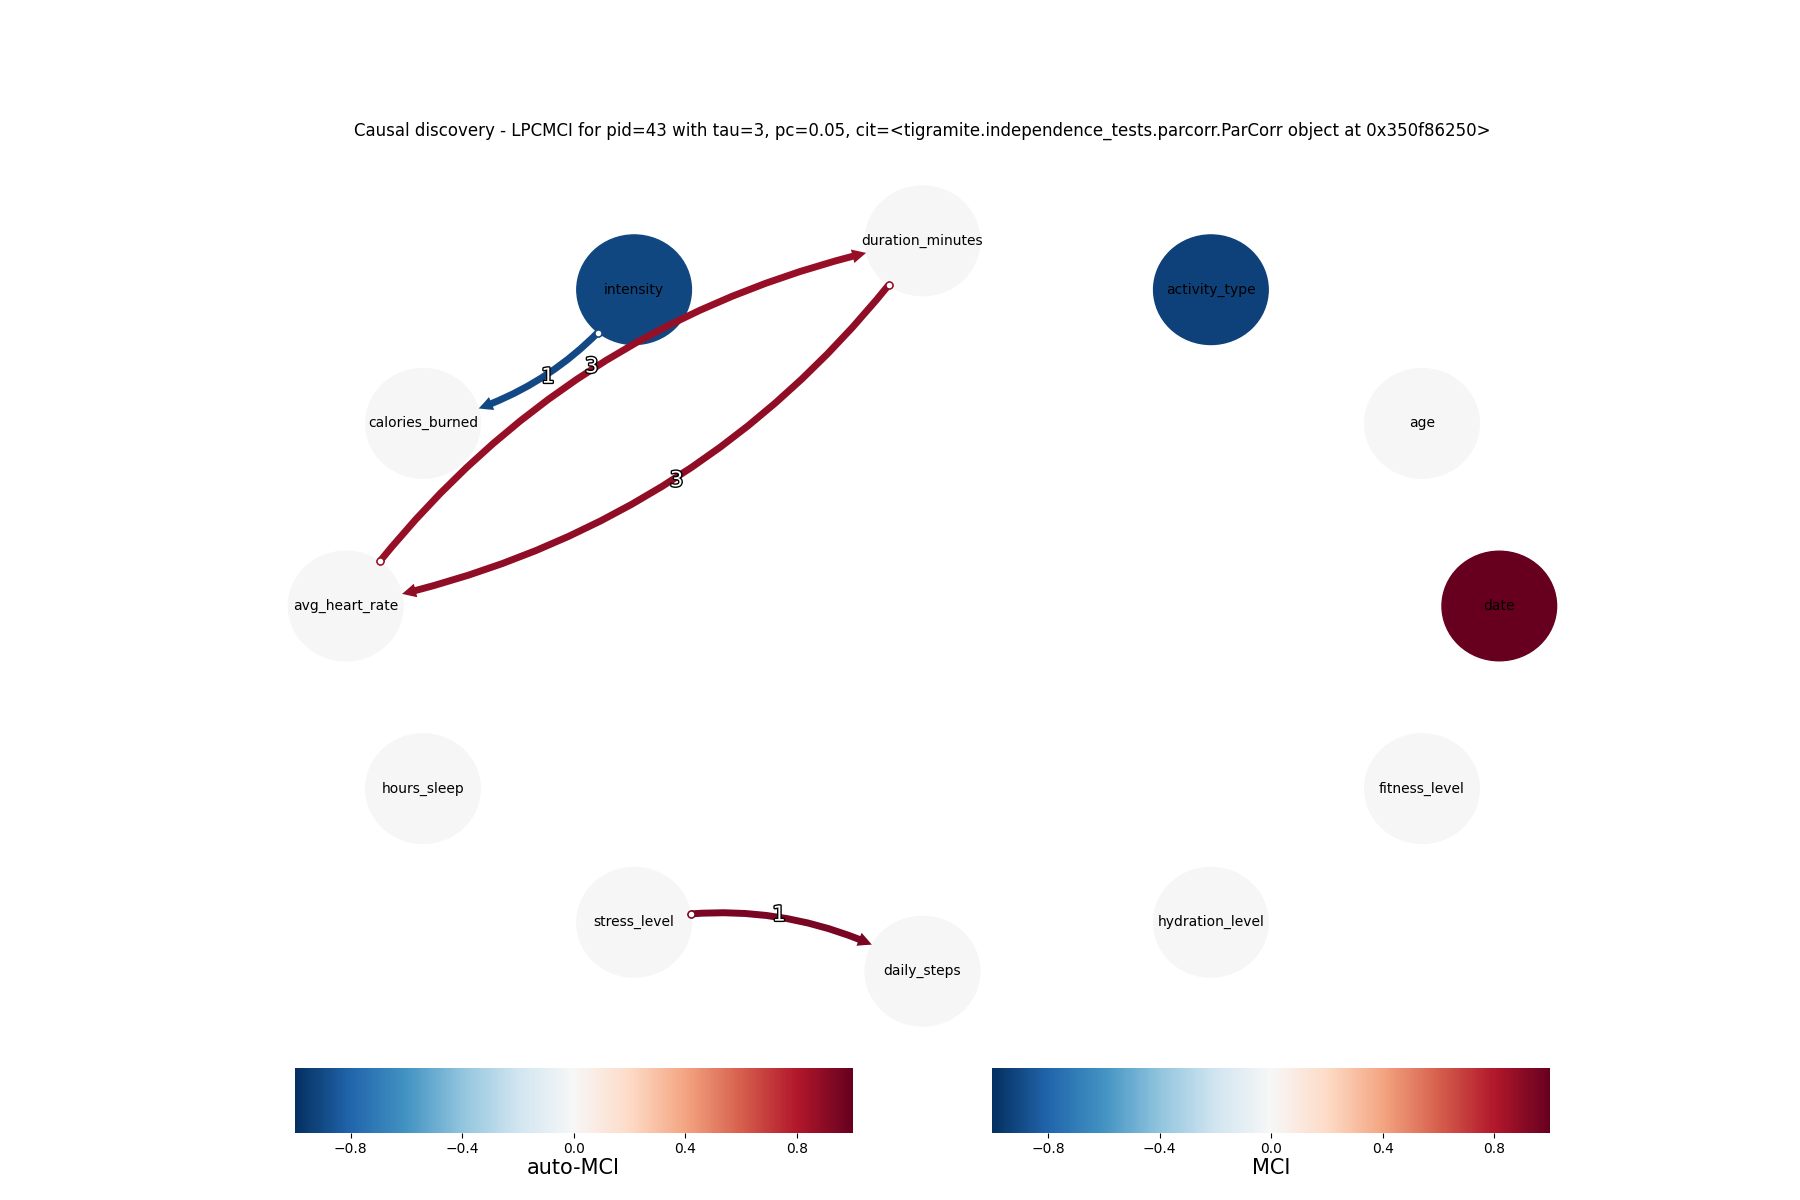 Causal discovery - LPCMCI for pid=43 with tau=3, pc=0.05, cit=<tigramite.independence_tests.parcorr.ParCorr object at 0x350f86250>
duration_minutes
intensity
activity_type
3
1
calories_burned
age
3
avg_heart_rate
date
hours_sleep
fitness_level
1
stress_level
hydration_level
daily_steps
−0.8 −0.4 0.0 0.4 0.8
auto-MCI
−0.8 −0.4 0.0 0.4 0.8
MCI